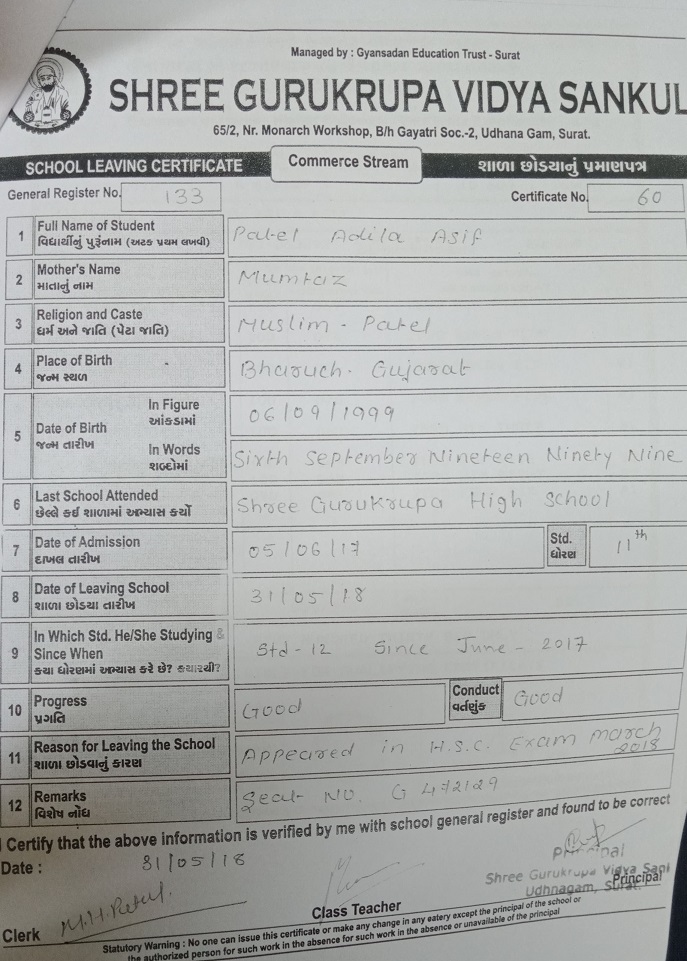 Managed by : Gyansadan Education Trust - Surat
SHREE GURUKRUPA VIDYA SANKUL
65/2, Nr. Monarch Workshop, B/h Gayatri Soc.-2, Udhana Gam, Surat.
SCHOOL LEAVING CERTIFICATE Commerce Stream શાળા છોડયાનું પ્રમાણપત્ર
General Register No. 133 Certificate No. 60
1 Full Name of Student Patel Adila Asif
વિદ્યાર્થીનું પુરૂંનામ (અટક પ્રથમ લખવી)
2 Mother's Name Mumtaz
માતાનું નામ
3 Religion and Caste Muslim - Patel
ધર્મ અને જાતિ (પેટા જાતિ)
4 Place of Birth Bharuch - Gujarat
જન્મ સ્થળ
5 Date of Birth In Figure 06/09/1999
જન્મ તારીખ આંકડામાં
In Words Sixth September Nineteen Ninety Nine
શબ્દોમાં
6 Last School Attended Shree Gurukrupa High School
છેલ્લે કઈ શાળામાં અભ્યાસ કર્યો
7 Date of Admission 05/06/17 Std. 11th
દાખલ તારીખ ધોરણ
8 Date of Leaving School 31/05/18
શાળા છોડયા તારીખ
9 In Which Std. He/She Studying & Since When Std-12 Since June - 2017
કયા ધોરણમાં અભ્યાસ કરે છે? કયારથી?
10 Progress Good Conduct Good
પ્રગતિ વર્તણુંક
11 Reason for Leaving the School Appeared in H.S.C. Exam March 2018
શાળા છોડવાનું કારણ
12 Remarks Seat No. G 472129
વિશેષ નોંધ
I Certify that the above information is verified by me with school general register and found to be correct
Date : 31/05/18
Principal
Shree Gurukrupa Vidya San
Udhnagam, Surat.
Principal
Clerk M.H.Patel. Class Teacher
Statutory Warning : No one can issue this certificate or make any change in any eatery except the principal of the school or
the authorized person for such work in the absence for such work in the absence or unavailable of the principal